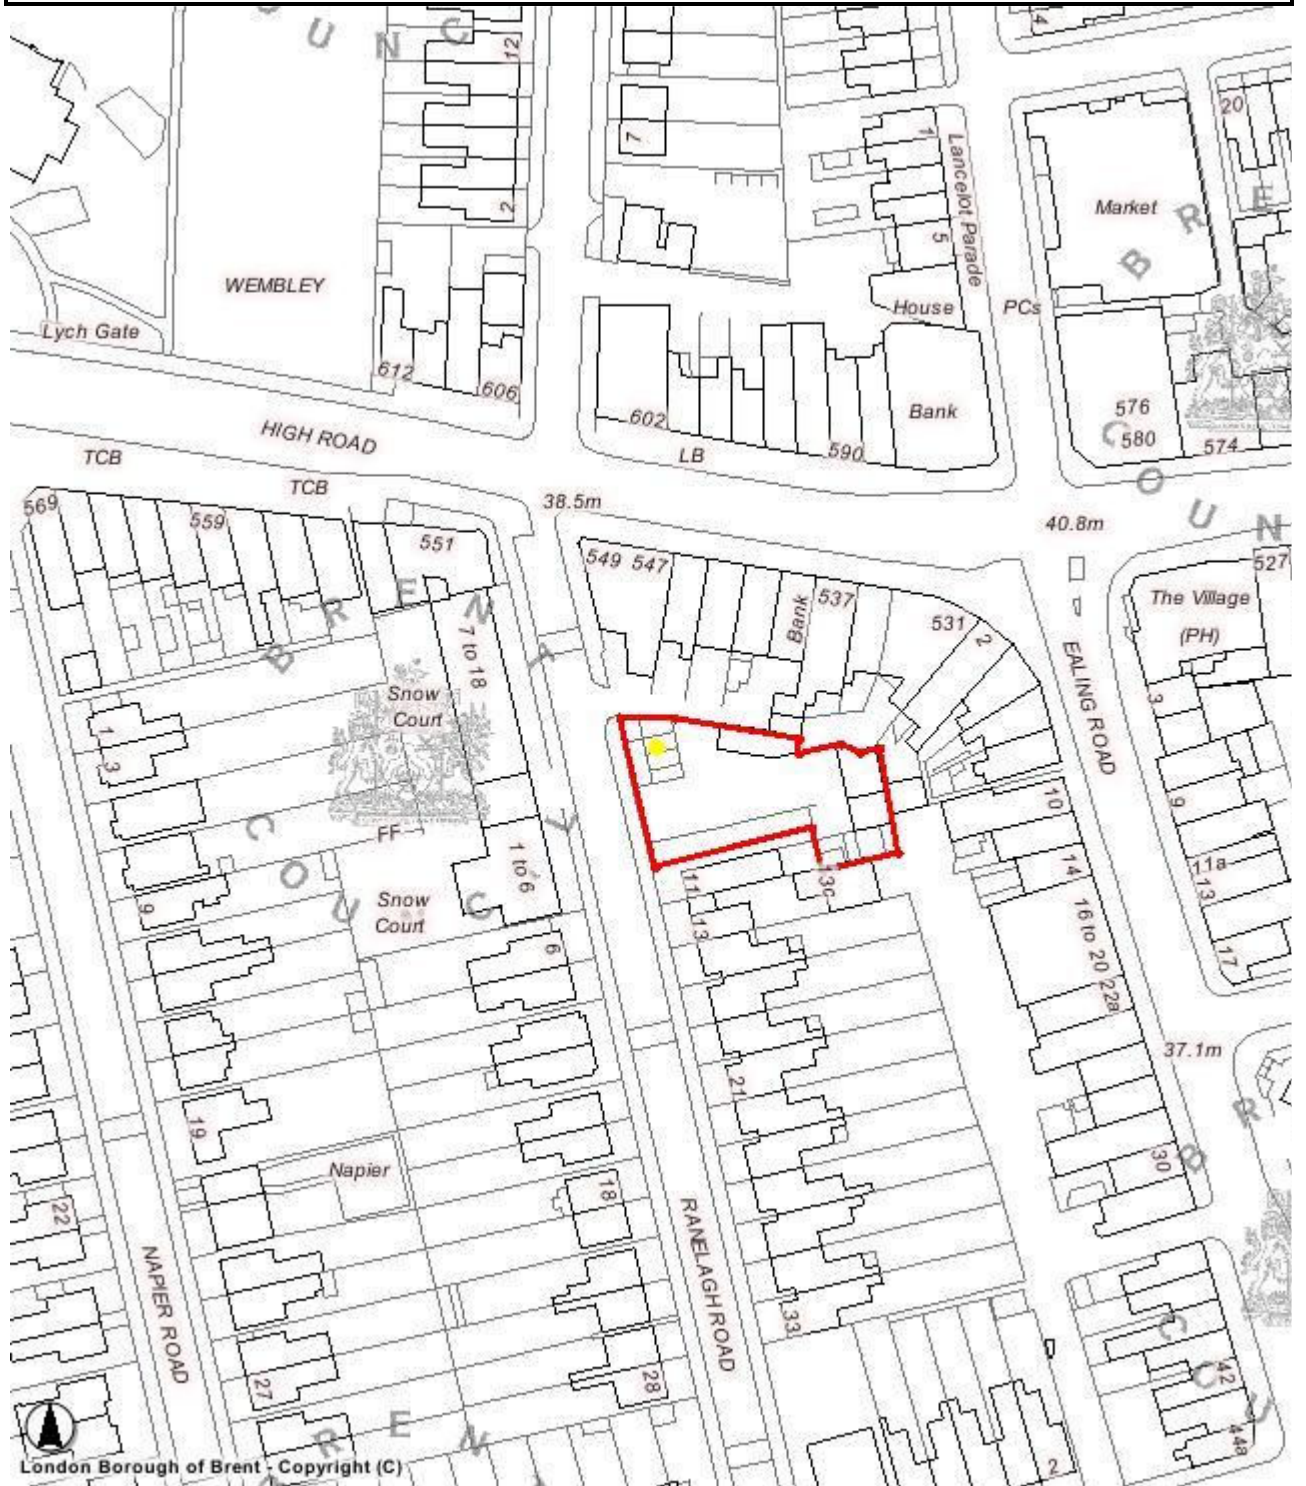 12
4
7
1
20
Lancelot Parade
Market
2
5
WEMBLEY
Lych Gate
House
PCs
612
606
602
Bank
576
580
574
HIGH ROAD
LB
590
TCB
TCB
38.5m
40.8m
569
559
551
549 547
537
Bank
531
2
527
The Village
(PH)
EALING ROAD
7 to 18
Snow
Court
1
3
3
9
10
FF
1 to 6
11
13
13c
14
11a
13
Snow
Court
9
6
16 to 20
22a
17
37.1m
21
19
Napier
18
30
22
NAPIER ROAD
RANELAGH ROAD
33
27
28
42
44a
2
BRENT COUNCIL
London Borough of Brent - Copyright (C)